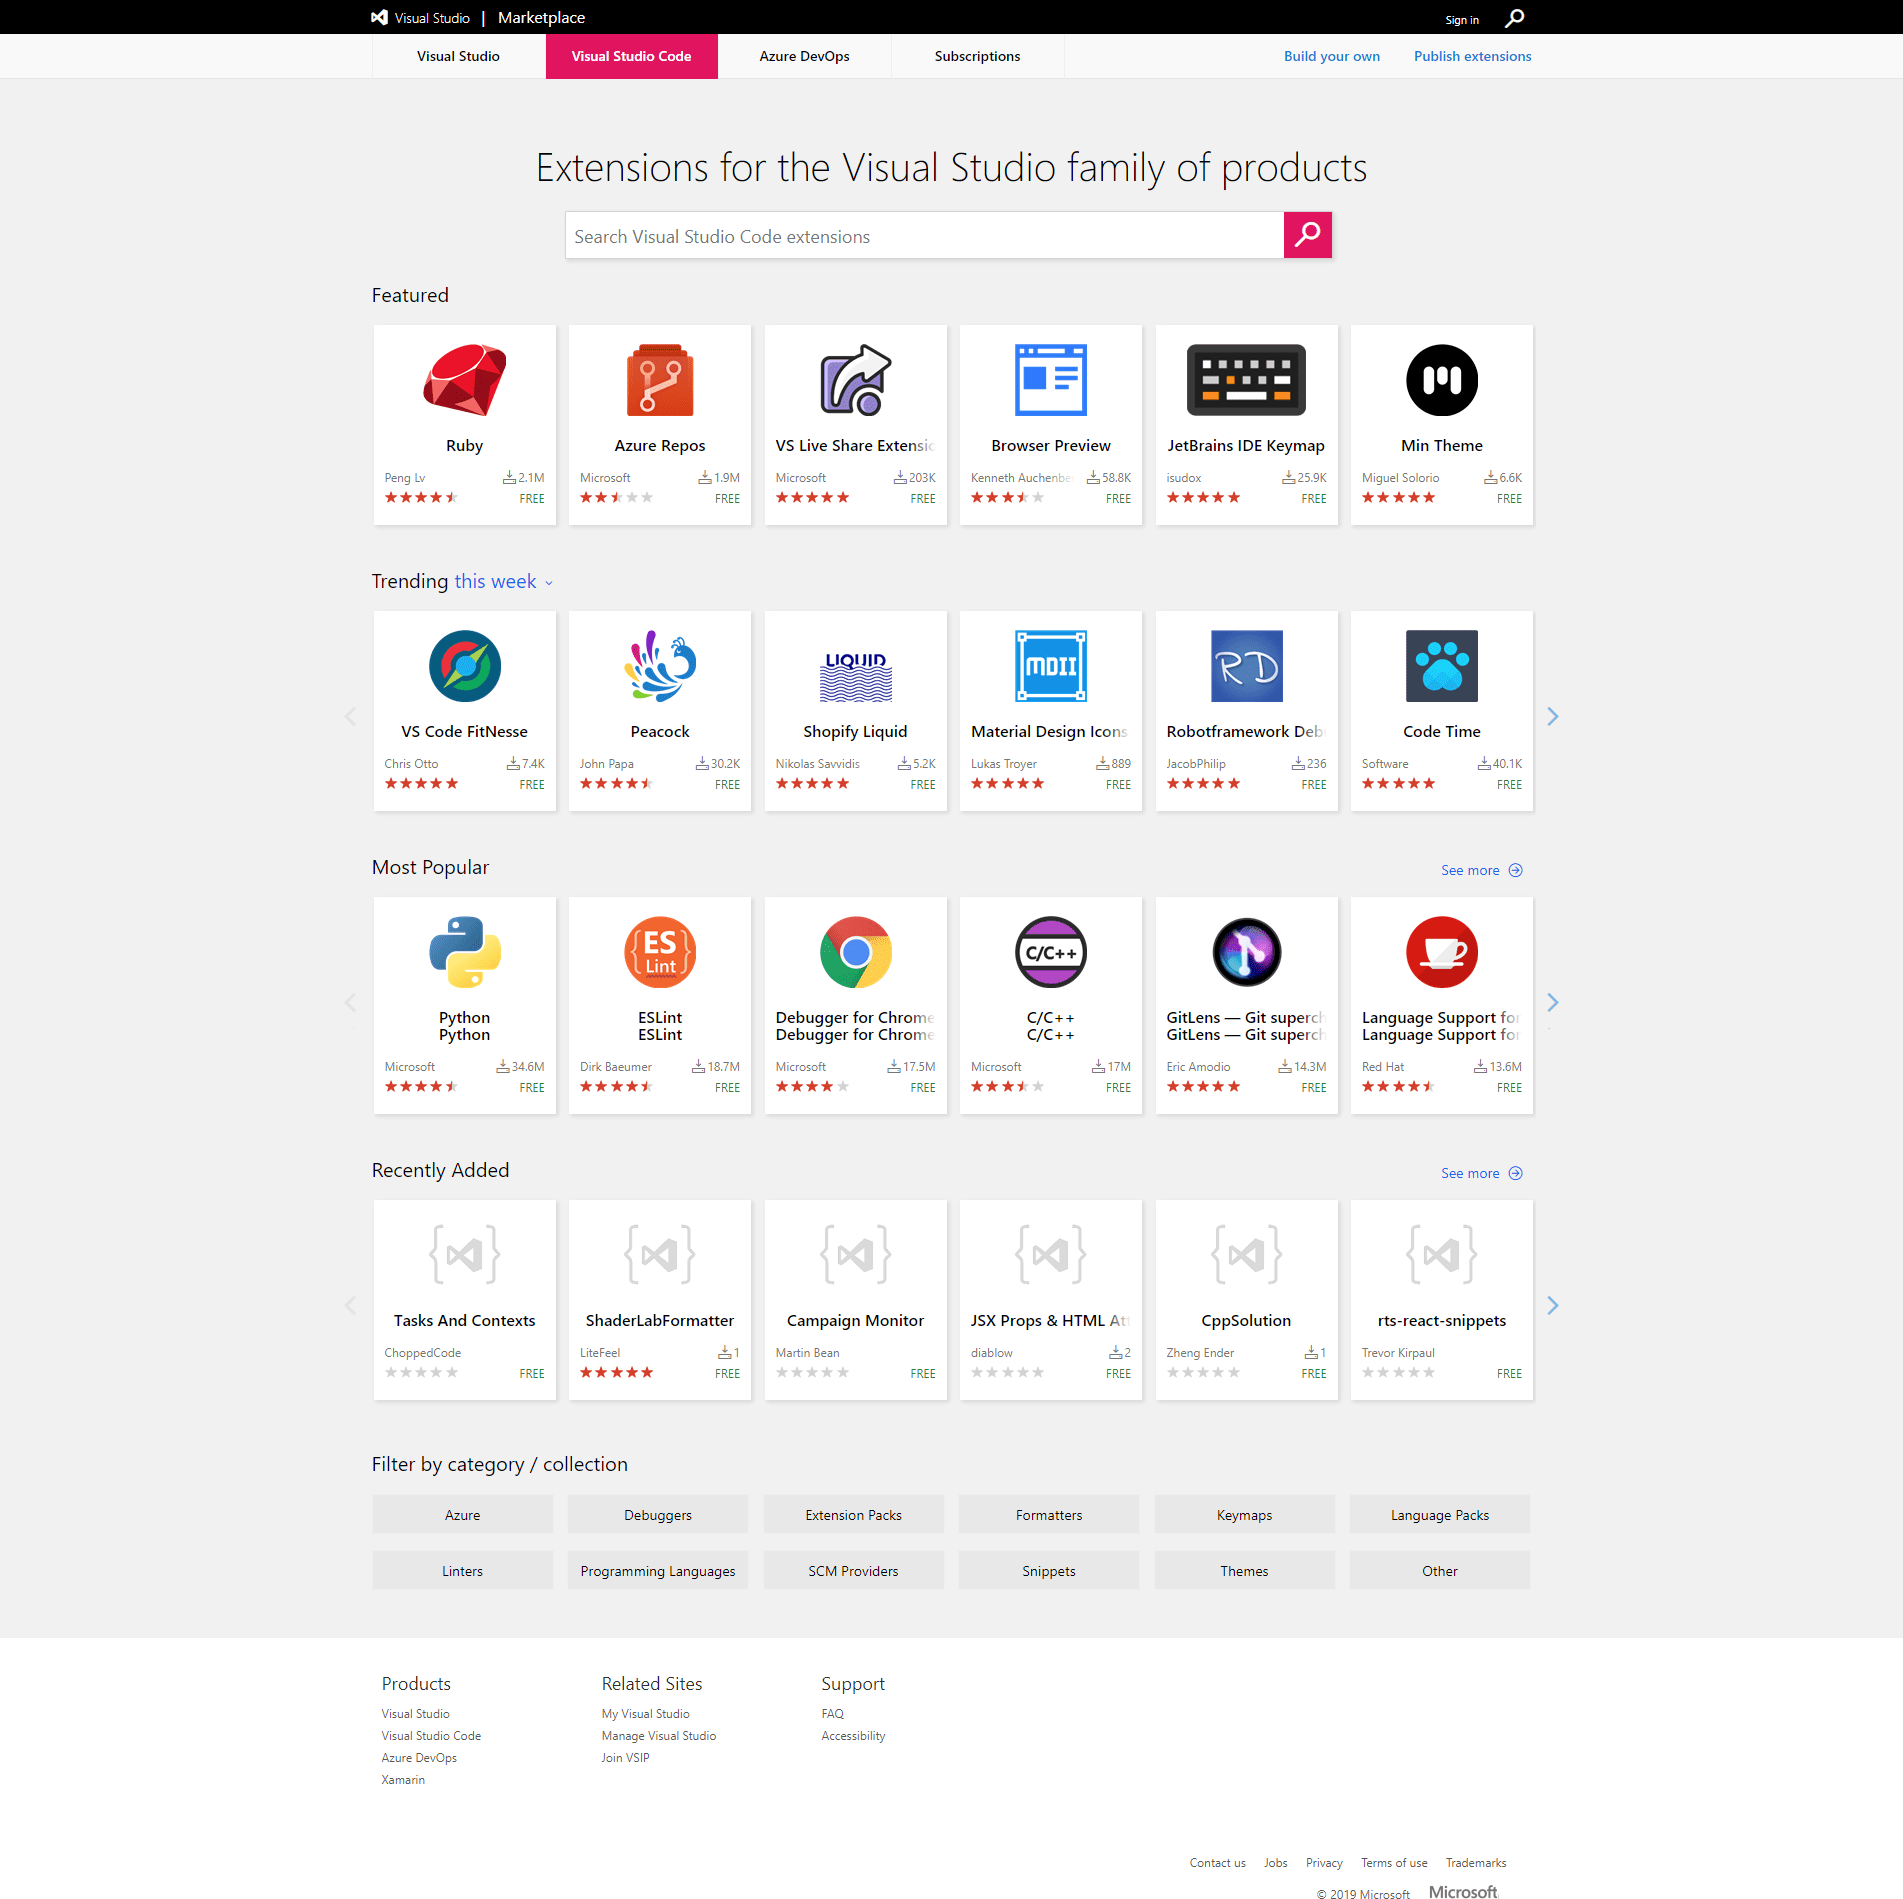 Visual Studio | Marketplace
Sign in
Visual Studio
Visual Studio Code
Azure DevOps
Subscriptions
Build your own
Publish extensions
Extensions for the Visual Studio family of products
Search Visual Studio Code extensions
Featured
Ruby
Peng Lv 2.1M
FREE
Azure Repos
Microsoft 1.9M
FREE
VS Live Share Extensic
Microsoft 203K
FREE
Browser Preview
Kenneth Auchenbe 58.8K
FREE
JetBrains IDE Keymap
isudox 25.9K
FREE
Min Theme
Miguel Solorio 6.6K
FREE
Trending this week
VS Code FitNesse
Chris Otto 7.4K
FREE
Peacock
John Papa 30.2K
FREE
LIQUID
Shopify Liquid
Nikolas Savvidis 5.2K
FREE
MDII
Material Design Icons
Lukas Troyer 889
FREE
RD
Robotframework Deb
JacobPhilip 236
FREE
Code Time
Software 40.1K
FREE
Most Popular
See more
Python
Python
Microsoft 34.6M
FREE
ES
Lint
ESLint
ESLint
Dirk Baeumer 18.7M
FREE
Debugger for Chrome
Debugger for Chrome
Microsoft 17.5M
FREE
C/C++
C/C++
C/C++
Microsoft 17M
FREE
GitLens — Git superch
GitLens — Git superch
Eric Amodio 14.3M
FREE
Language Support for
Language Support for
Red Hat 13.6M
FREE
Recently Added
See more
Tasks And Contexts
ChoppedCode
FREE
ShaderLabFormatter
LiteFeel 1
FREE
Campaign Monitor
Martin Bean
FREE
JSX Props & HTML Att
diablow 2
FREE
CppSolution
Zheng Ender 1
FREE
rts-react-snippets
Trevor Kirpaul
FREE
Filter by category / collection
Azure
Debuggers
Extension Packs
Formatters
Keymaps
Language Packs
Linters
Programming Languages
SCM Providers
Snippets
Themes
Other
Products
Visual Studio
Visual Studio Code
Azure DevOps
Xamarin
Related Sites
My Visual Studio
Manage Visual Studio
Join VSIP
Support
FAQ
Accessibility
Contact us Jobs Privacy Terms of use Trademarks
© 2019 Microsoft Microsoft